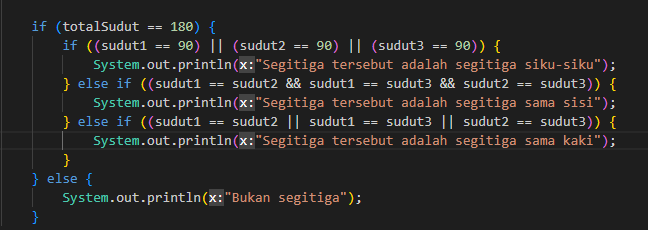 if (totalSudut == 180) {
if ((sudut1 == 90) || (sudut2 == 90) || (sudut3 == 90)) {
System.out.println(x:"Segitiga tersebut adalah segitiga siku-siku");
} else if ((sudut1 == sudut2 && sudut1 == sudut3 && sudut2 == sudut3)) {
System.out.println(x:"Segitiga tersebut adalah segitiga sama sisi");
} else if ((sudut1 == sudut2 || sudut1 == sudut3 || sudut2 == sudut3)) {
System.out.println(x:"Segitiga tersebut adalah segitiga sama kaki");
}
} else {
System.out.println(x:"Bukan segitiga");
}